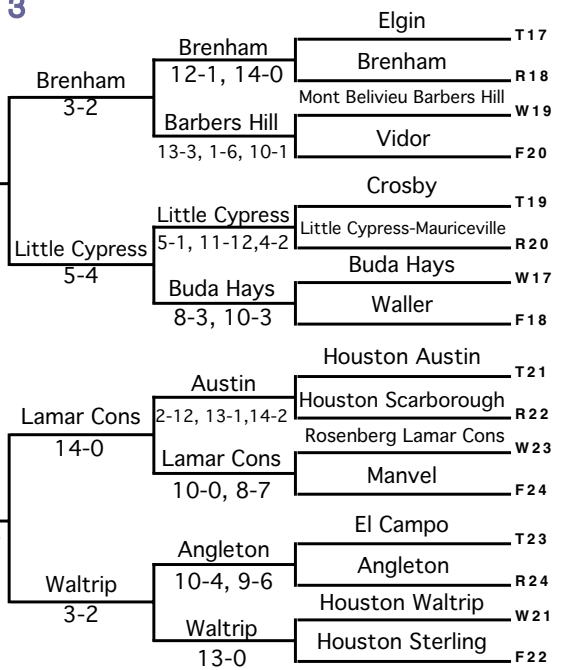 3
Elgin
T17
Brenham
12-1, 14-0
Brenham
R18
Brenham
3-2
Mont Belivieu Barbers Hill
W19
Barbers Hill
13-3, 1-6, 10-1
Vidor
F20
Crosby
T19
Little Cypress
5-1, 11-12,4-2
Little Cypress-Mauriceville
R20
Little Cypress
5-4
Buda Hays
W17
Buda Hays
8-3, 10-3
Waller
F18
Houston Austin
T21
Austin
2-12, 13-1,14-2
Houston Scarborough
R22
Lamar Cons
14-0
Rosenberg Lamar Cons
W23
Lamar Cons
10-0, 8-7
Manvel
F24
El Campo
T23
Angleton
10-4, 9-6
Angleton
R24
Waltrip
3-2
Houston Waltrip
W21
Waltrip
13-0
Houston Sterling
F22